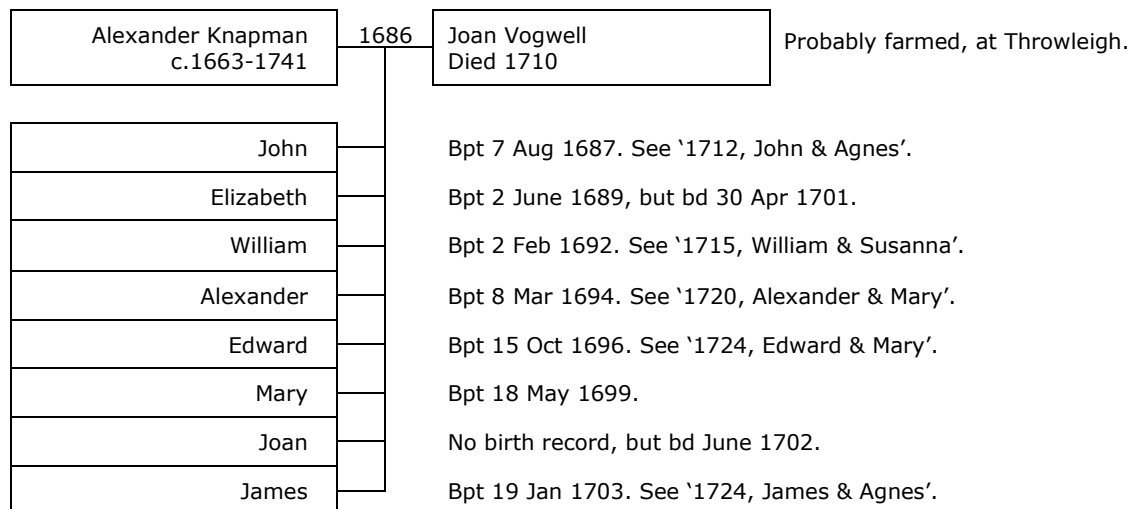 Alexander Knapman 1686 Joan Vogwell Probably farmed, at Throwleigh.
c.1663-1741 Died 1710
John Bpt 7 Aug 1687. See ‘1712, John & Agnes’.
Elizabeth Bpt 2 June 1689, but bd 30 Apr 1701.
William Bpt 2 Feb 1692. See ‘1715, William & Susanna’.
Alexander Bpt 8 Mar 1694. See ‘1720, Alexander & Mary’.
Edward Bpt 15 Oct 1696. See ‘1724, Edward & Mary’.
Mary Bpt 18 May 1699.
Joan No birth record, but bd June 1702.
James Bpt 19 Jan 1703. See ‘1724, James & Agnes’.